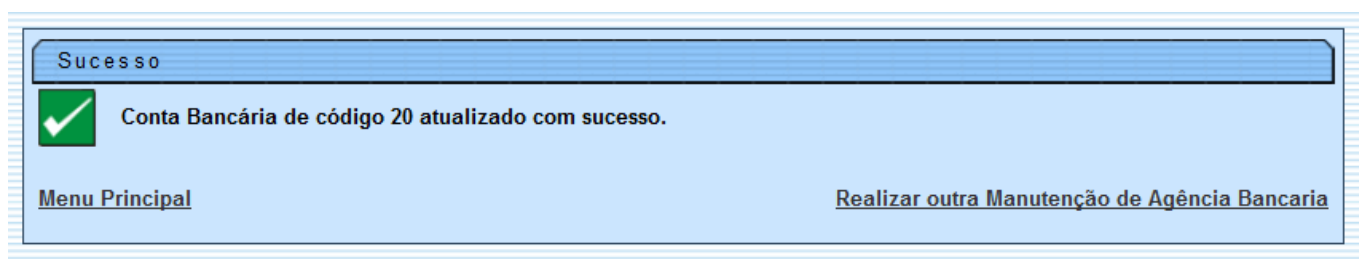 Sucesso
Conta Bancária de código 20 atualizado com sucesso.
Menu Principal
Realizar outra Manutenção de Agência Bancaria